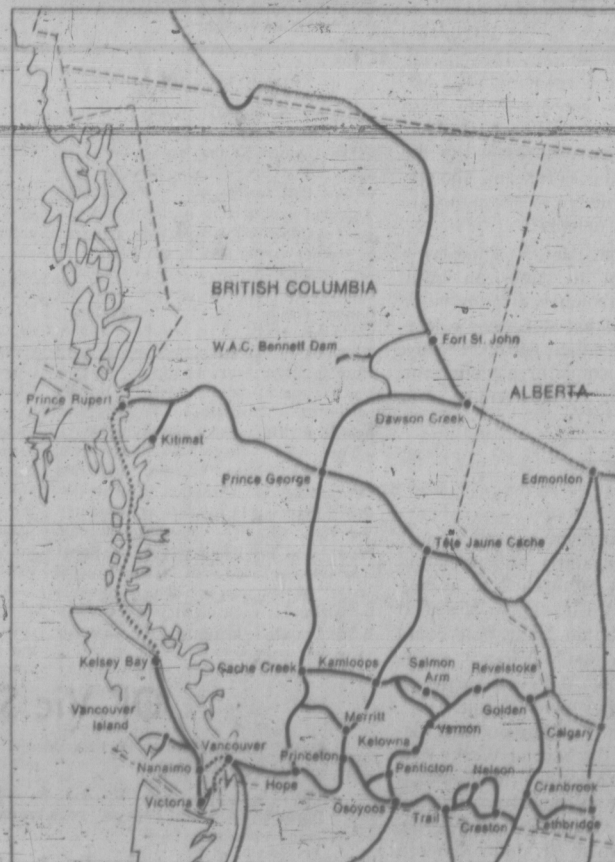 BRITISH COLUMBIA
W.A.C. Bennett Dam
Fort St. John
ALBERTA
Prince Rupert
Dawson Creek
Kitimat
Prince George
Edmonton
Tête Jaune Cache
Kelsey Bay
Cache Creek
Kamloops
Salmon
Arm
Revelstoke
Golden
Vancouver
Island
Merritt
Vernon
Calgary
Kelowna
Vancouver
Princeton
Nanaimo
Hope
Penticton
Nelson
Cranbrook
Victoria
Osoyoos
Trail
Creston
Lethbridge